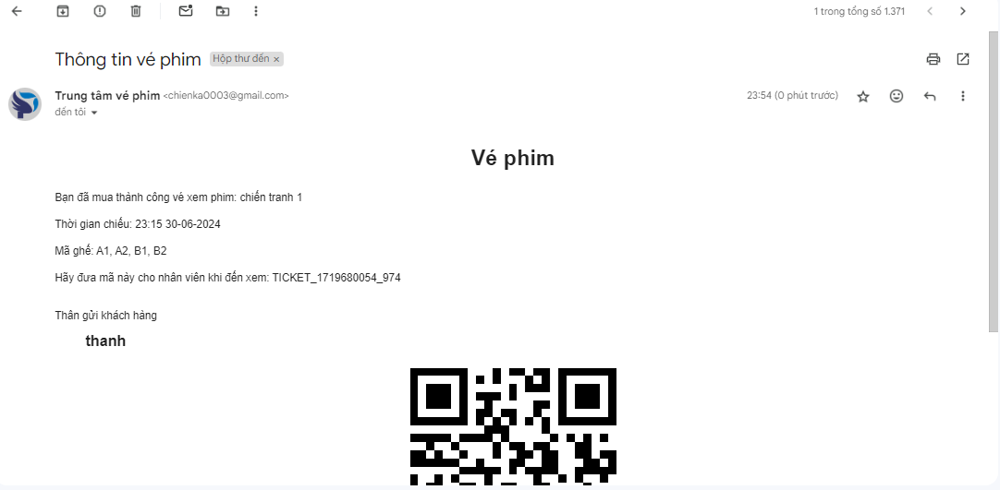 1 trong tổng số 1.371
Thông tin vé phim Hộp thư đến ×
Trung tâm vé phim <chienka0003@gmail.com> 23:54 (0 phút trước)
đến tôi
Vé phim
Bạn đã mua thành công vé xem phim: chiến tranh 1
Thời gian chiếu: 23:15 30-06-2024
Mã ghế: A1, A2, B1, B2
Hãy đưa mã này cho nhân viên khi đến xem: TICKET_1719680054_974
Thân gửi khách hàng
thanh